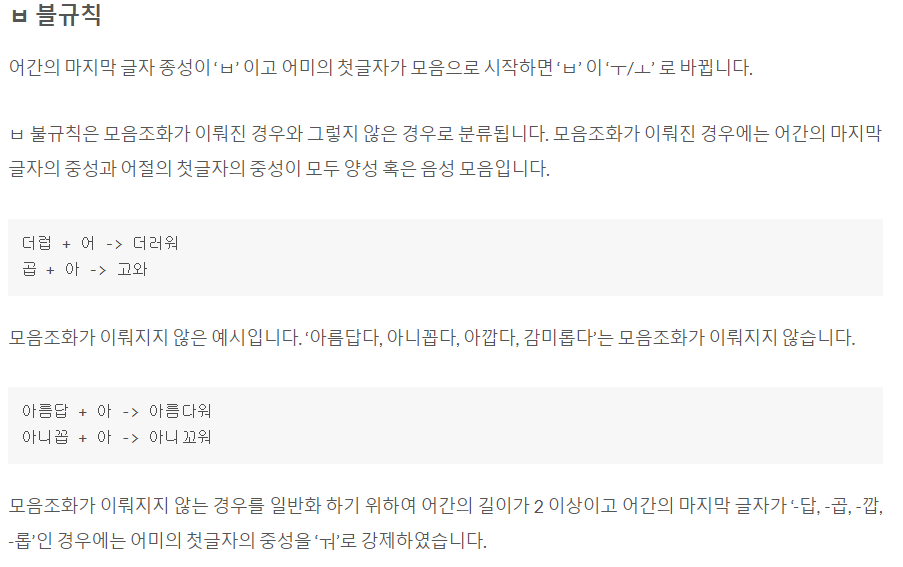 ㅂ 불규칙
어간의 마지막 글자 종성이 ‘ㅂ’ 이고 어미의 첫글자가 모음으로 시작하면 ‘ㅂ’ 이 ‘ㅜ/ㅗ’ 로 바뀝니다.
ㅂ 불규칙은 모음조화가 이뤄진 경우와 그렇지 않은 경우로 분류됩니다. 모음조화가 이뤄진 경우에는 어간의 마지막
글자의 중성과 어절의 첫글자의 중성이 모두 양성 혹은 음성 모음입니다.
더럽 + 어 -> 더러워
곱 + 아 -> 고와
모음조화가 이뤄지지 않은 예시입니다. ‘아름답다, 아니꼽다, 아깝다, 감미롭다’는 모음조화가 이뤄지지 않습니다.
아름답 + 아 -> 아름다워
아니꼽 + 아 -> 아니꼬워
모음조화가 이뤄지지 않는 경우를 일반화 하기 위하여 어간의 길이가 2 이상이고 어간의 마지막 글자가 ‘-답, -곱, -깝,
-롭’인 경우에는 어미의 첫글자의 중성을 ‘ㅝ’로 강제하였습니다.